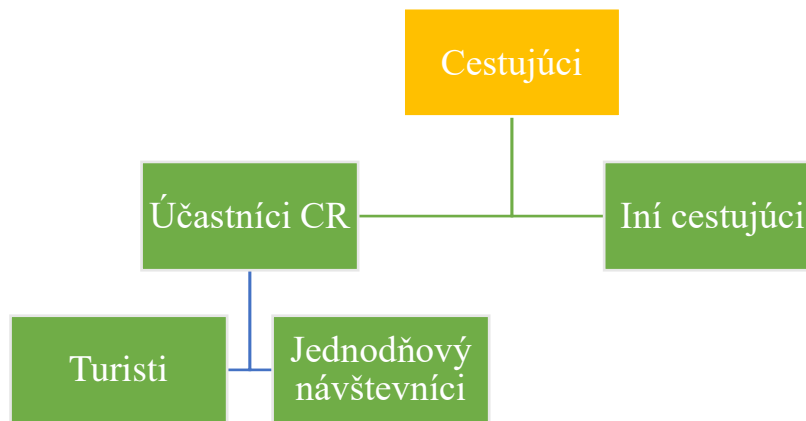 Cestujúci
Účastníci CR
Iní cestujúci
Turisti
Jednodňový
návštevníci